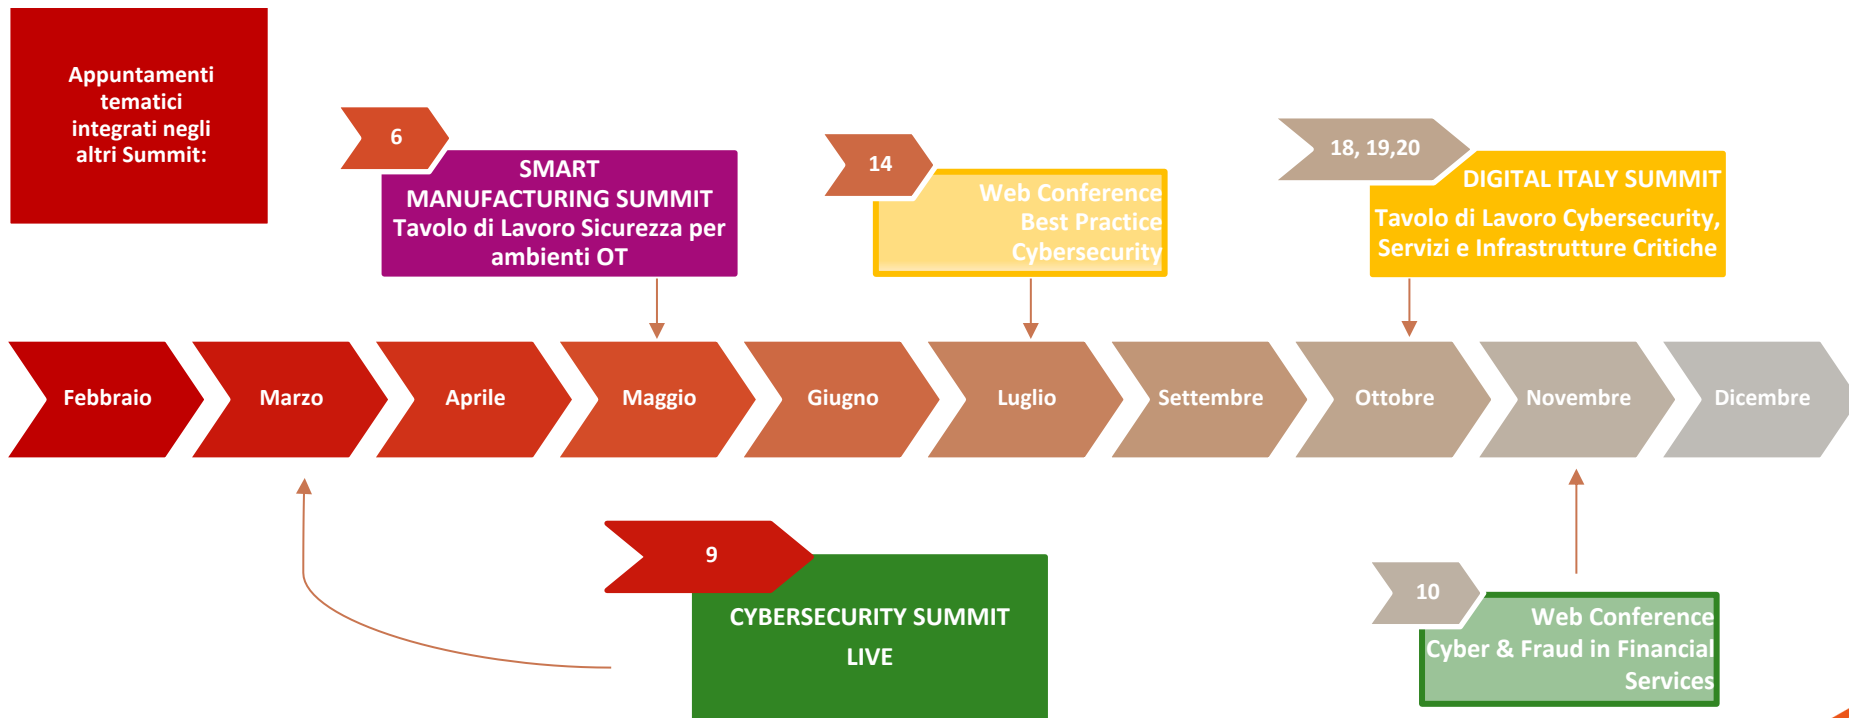 Appuntamenti
tematici
integrati negli
altri Summit:
6
SMART
MANUFACTURING SUMMIT
Tavolo di Lavoro Sicurezza per
ambienti OT
14
Web Conference
Best Practice
Cybersecurity
18, 19,20
DIGITAL ITALY SUMMIT
Tavolo di Lavoro Cybersecurity,
Servizi e Infrastrutture Critiche
Febbraio
Marzo
Aprile
Maggio
Giugno
Luglio
Settembre
Ottobre
Novembre
Dicembre
9
CYBERSECURITY SUMMIT
LIVE
10
Web Conference
Cyber & Fraud in Financial
Services